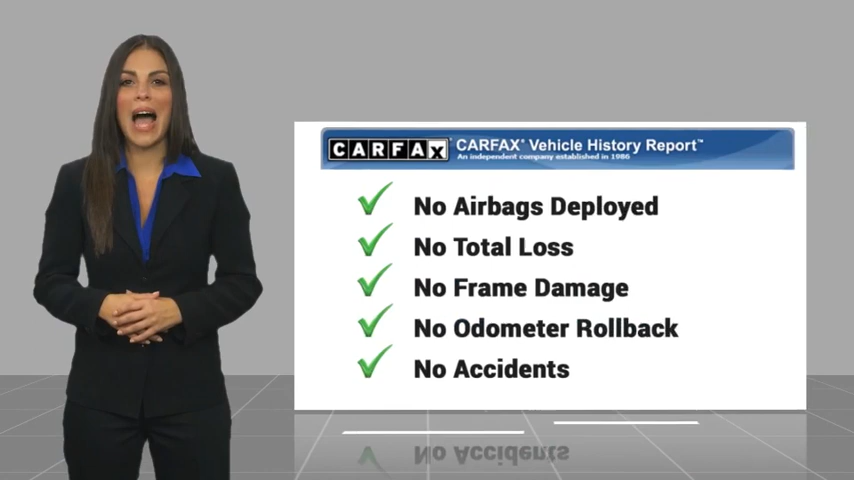 CARFAX CARFAX® Vehicle History Report™
An independent company established in 1986
No Airbags Deployed
No Total Loss
No Frame Damage
No Odometer Rollback
No Accidents
No Accidents